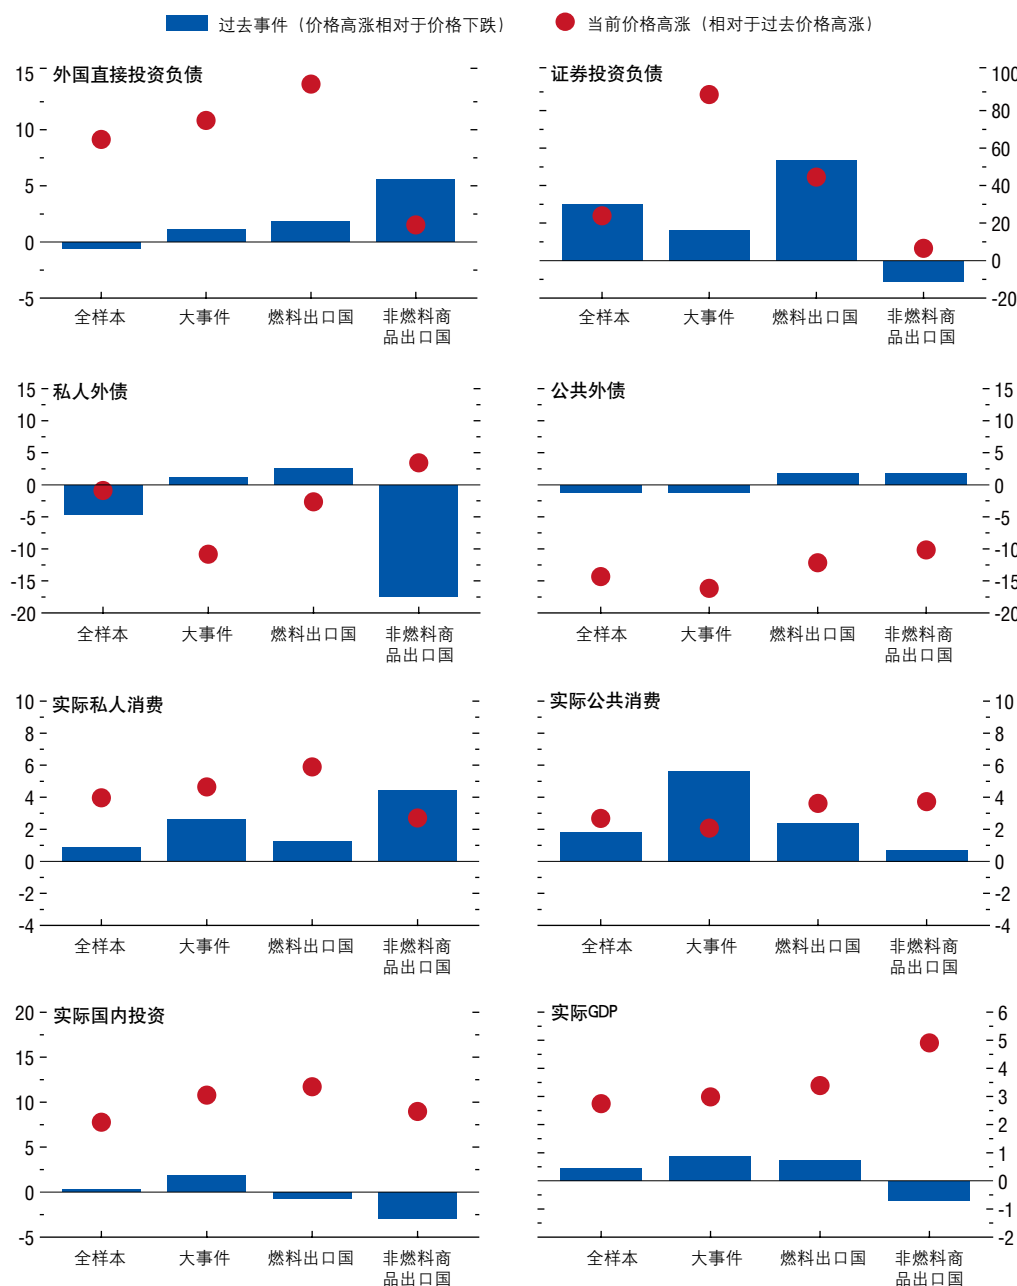 过去事件（价格高涨相对于价格下跌） 当前价格高涨（相对于过去价格高涨）
外国直接投资负债
15
10
5
0
-5
全样本 大事件 燃料出口国 非燃料商
品出口国
证券投资负债
100
80
60
40
20
0
-20
全样本 大事件 燃料出口国 非燃料商
品出口国
私人外债
15
10
5
0
-5
-10
-15
-20
全样本 大事件 燃料出口国 非燃料商
品出口国
公共外债
15
10
5
0
-5
-10
-15
-20
全样本 大事件 燃料出口国 非燃料商
品出口国
实际私人消费
10
8
6
4
2
0
-2
-4
全样本 大事件 燃料出口国 非燃料商
品出口国
实际公共消费
10
8
6
4
2
0
-2
-4
全样本 大事件 燃料出口国 非燃料商
品出口国
实际国内投资
20
15
10
5
0
-5
全样本 大事件 燃料出口国 非燃料商
品出口国
实际GDP
6
5
4
3
2
1
0
-1
-2
全样本 大事件 燃料出口国 非燃料商
品出口国